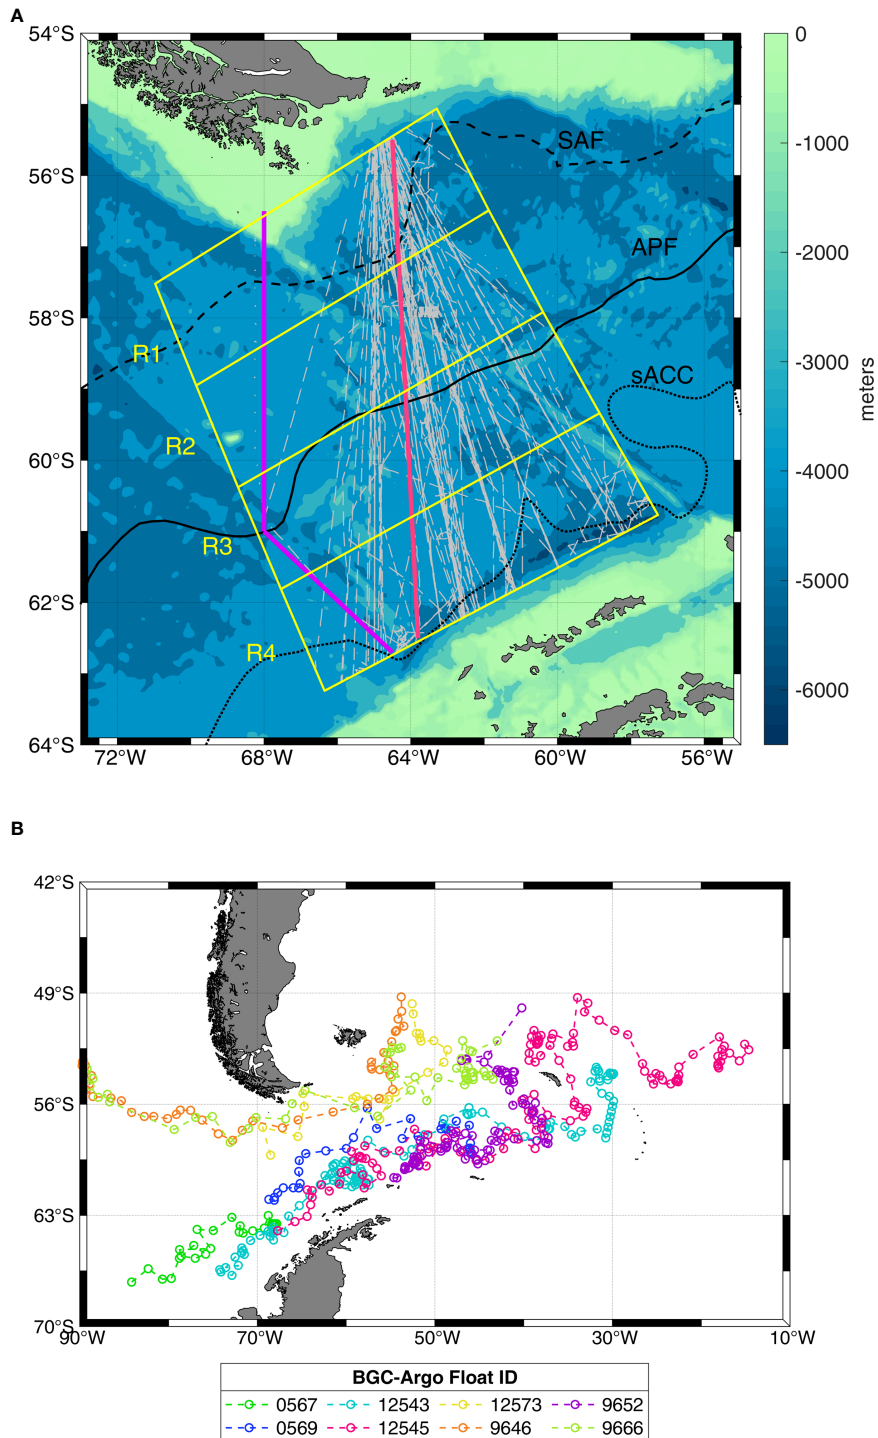 A
54°S
56°S
58°S
60°S
62°S
64°S
72°W
68°W
64°W
60°W
56°W
SAF
APF
sACC
R1
R2
R3
R4
0
-1000
-2000
-3000
-4000
-5000
-6000
meters
B
42°S
49°S
56°S
63°S
70°S
90°W
70°W
50°W
30°W
10°W
BGC-Argo Float ID
0567 12543 12573 9652
0569 12545 9646 9666